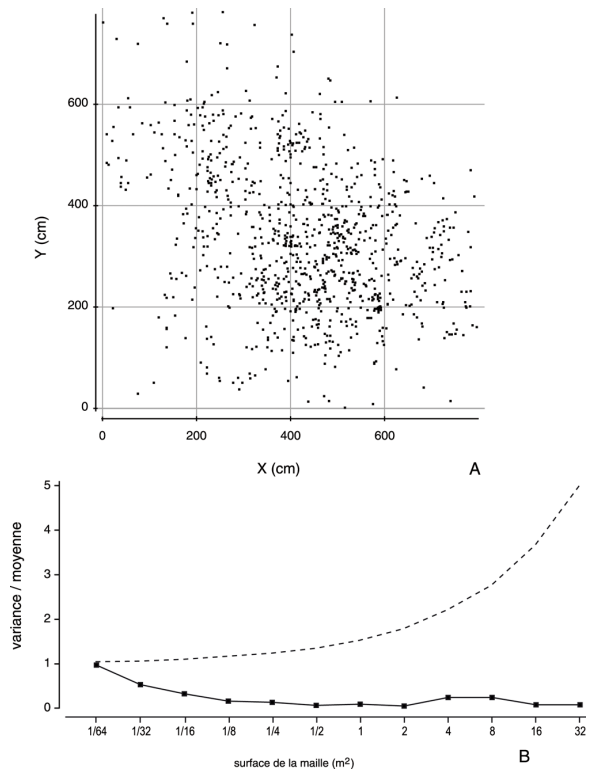 600
400
200
0
Y (cm)
0 200 400 600
X (cm)
A
5
4
3
2
1
0
variance / moyenne
1/64 1/32 1/16 1/8 1/4 1/2 1 2 4 8 16 32
surface de la maille (m²)
B